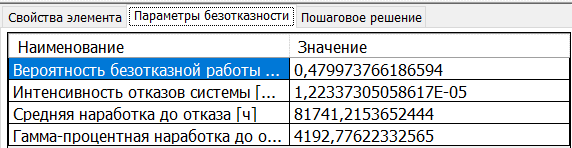 Свойства элемента Параметры безотказности Пошаговое решение
Наименование Значение
Вероятность безотказной работы ... 0,479973766186594
Интенсивность отказов системы [... 1,22337305058617E-05
Средняя наработка до отказа [ч] 81741,2153652444
Гамма-процентная наработка до о... 4192,77622332565